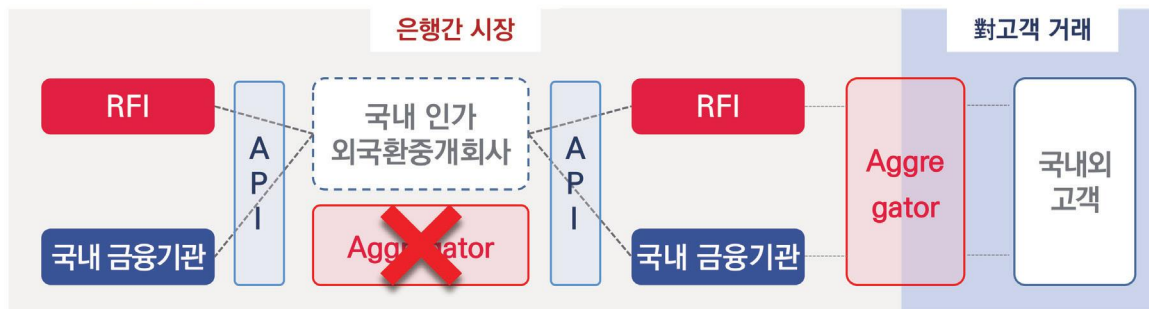 은행간 시장
對고객 거래
RFI
국내 금융기관
A
P
I
국내 인가
외국환중개회사
Aggregator
A
P
I
RFI
국내 금융기관
Aggre
gator
국내외
고객